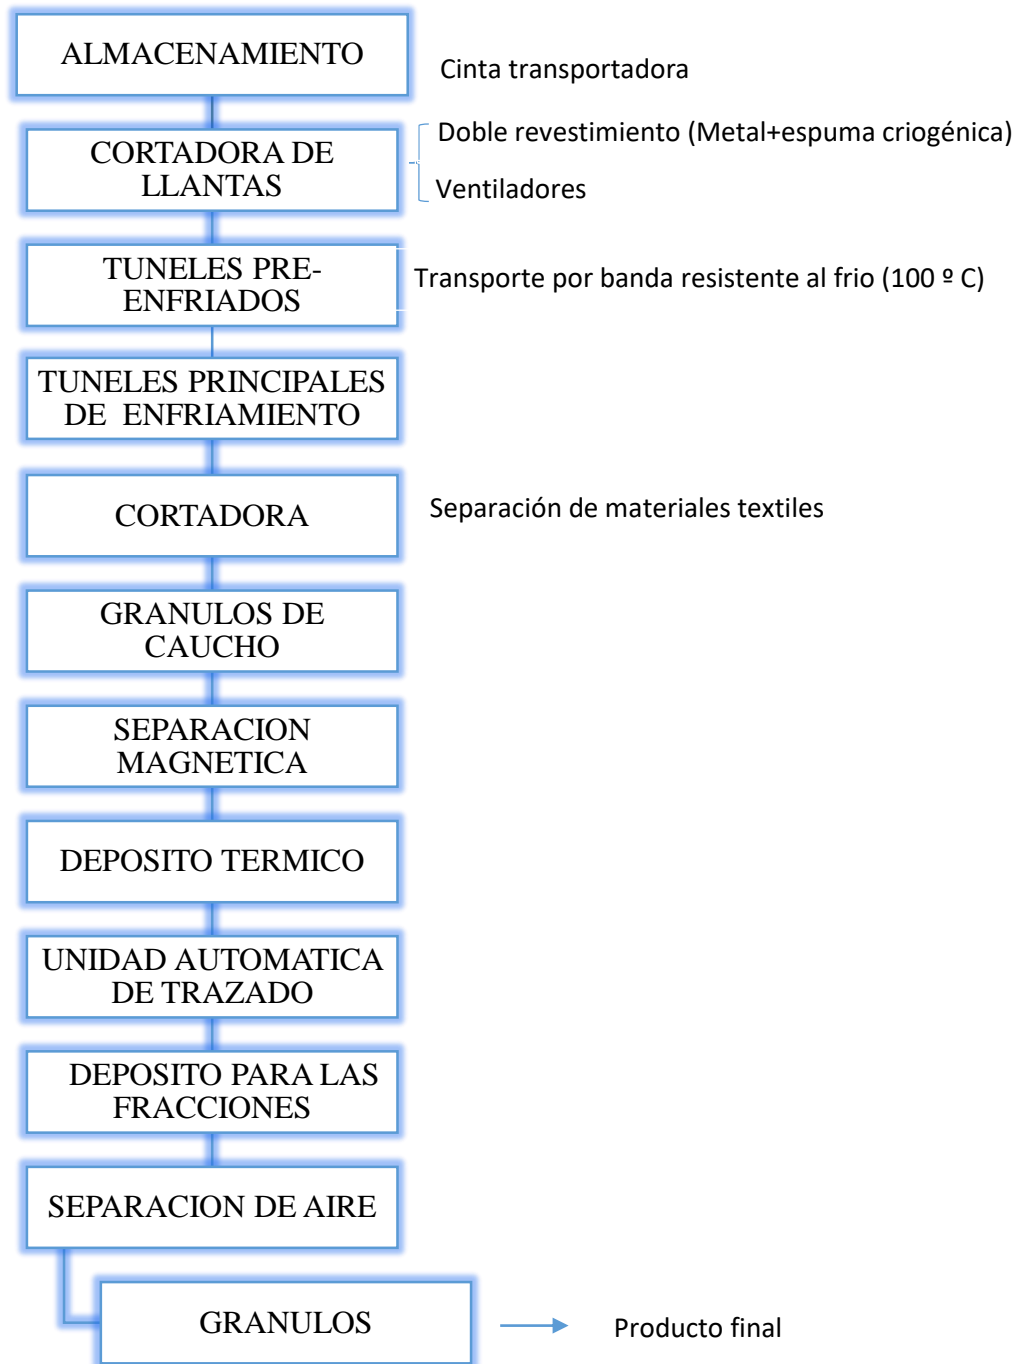 ALMACENAMIENTO
Cinta transportadora
CORTADORA DE
LLANTAS
Doble revestimiento (Metal+espuma criogénica)
Ventiladores
TUNELES PRE-
ENFRIADOS
Transporte por banda resistente al frio (100 º C)
TUNELES PRINCIPALES
DE ENFRIAMIENTO
CORTADORA
Separación de materiales textiles
GRANULOS DE
CAUCHO
SEPARACION
MAGNETICA
DEPOSITO TERMICO
UNIDAD AUTOMATICA
DE TRAZADO
DEPOSITO PARA LAS
FRACCIONES
SEPARACION DE AIRE
GRANULOS
Producto final